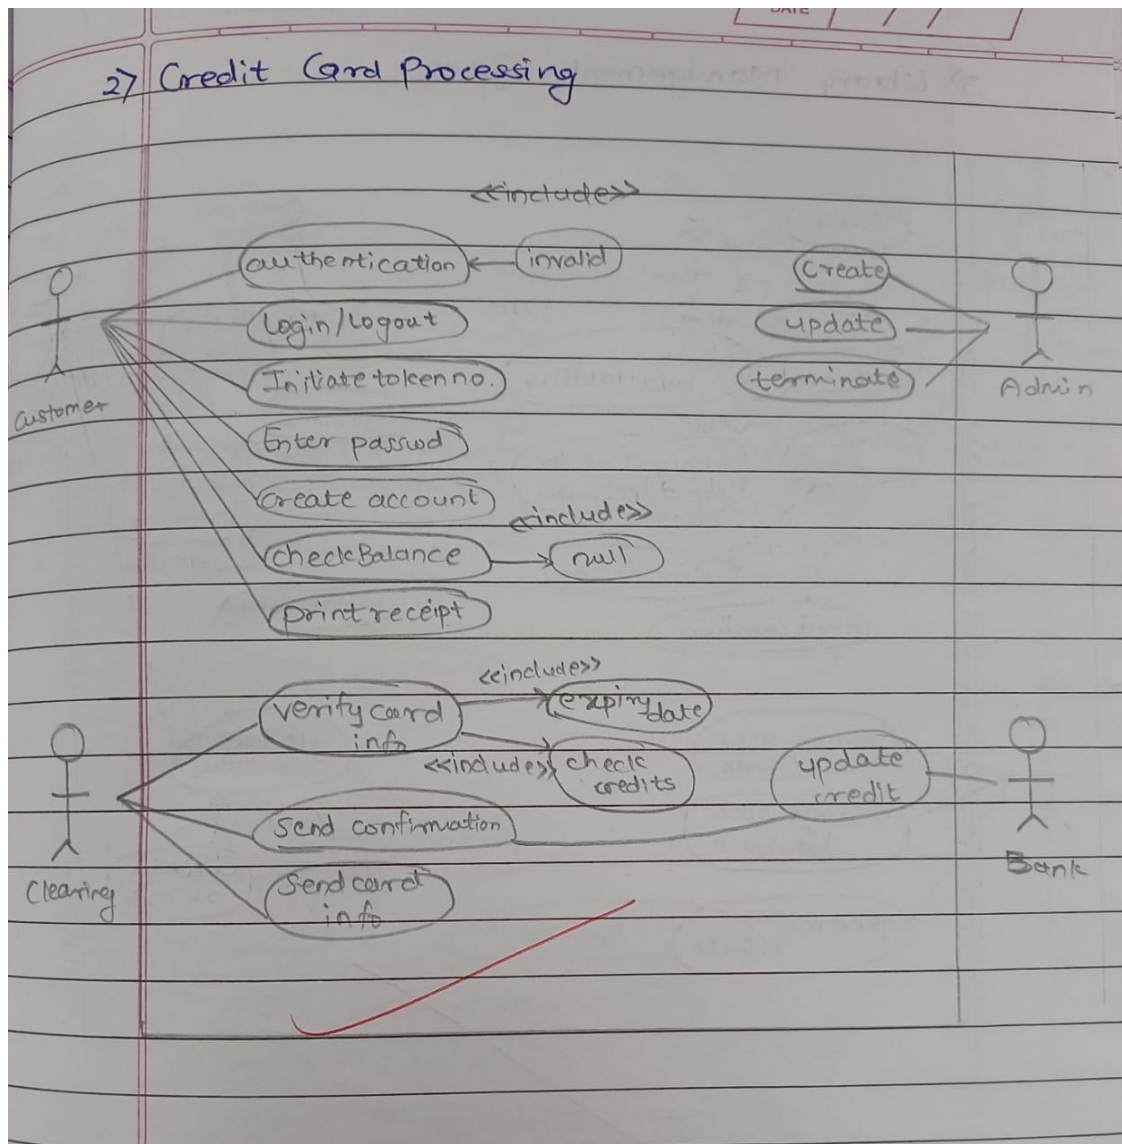 DATE
2) Credit Card Processing
<<include>>
authentication
invalid
create
Login/Logout
update
Initiate token no.
terminate
Admin
Customer
Enter passwd
create account
<<include>>
checkBalance
null
print receipt
<<include>>
verify card
info
expiry
date
<<include>>
check
credits
update
credit
Send confirmation
Bank
Clearing
Send card
info